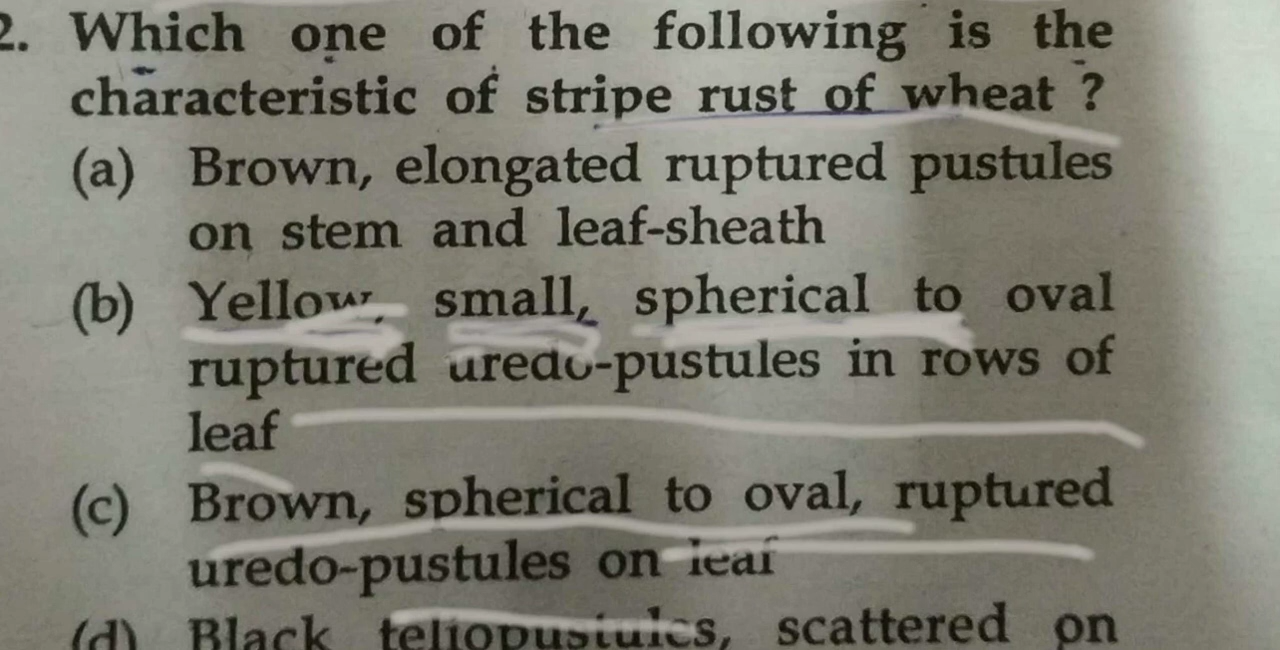 2. Which one of the following is the
characteristic of stripe rust of wheat ?
(a) Brown, elongated ruptured pustules
on stem and leaf-sheath
(b) Yellow, small, spherical to oval
ruptured uredo-pustules in rows of
leaf
(c) Brown, spherical to oval, ruptured
uredo-pustules on leaf
(d) Black teliopustules, scattered on